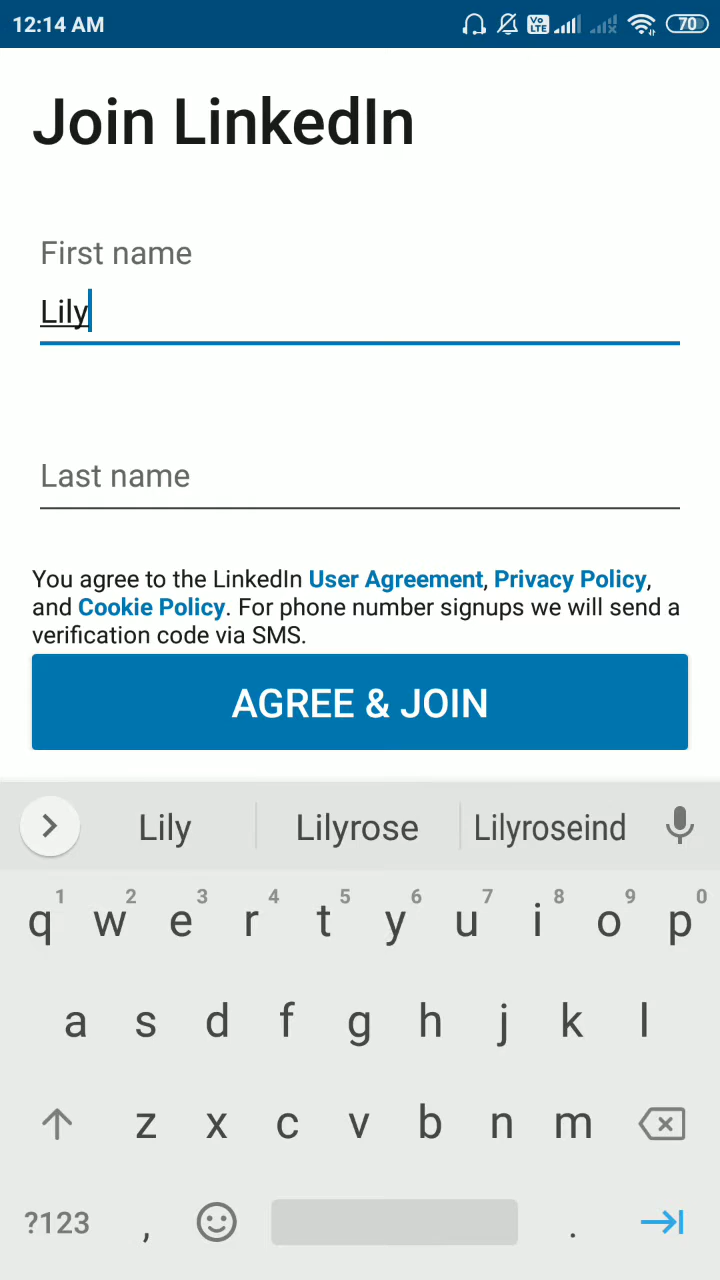 12:14 AM Vo LTE 70
Join LinkedIn
First name
Lily
Last name
You agree to the LinkedIn User Agreement, Privacy Policy,
and Cookie Policy. For phone number signups we will send a
verification code via SMS.
AGREE & JOIN
Lily Lilyrose Lilyroseind
1 2 3 4 5 6 7 8 9 0
q w e r t y u i o p
a s d f g h j k l
z x c v b n m
?123 , .